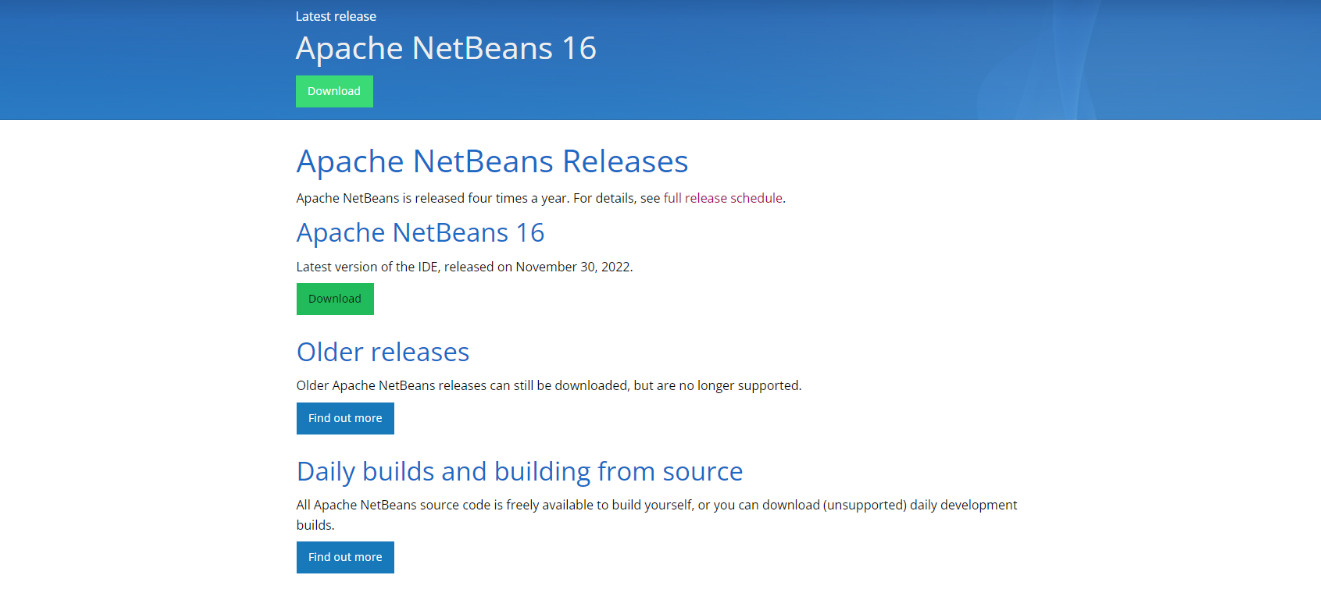 Latest release
Apache NetBeans 16
Download
Apache NetBeans Releases
Apache NetBeans is released four times a year. For details, see full release schedule.
Apache NetBeans 16
Latest version of the IDE, released on November 30, 2022.
Download
Older releases
Older Apache NetBeans releases can still be downloaded, but are no longer supported.
Find out more
Daily builds and building from source
All Apache NetBeans source code is freely available to build yourself, or you can download (unsupported) daily development
builds.
Find out more